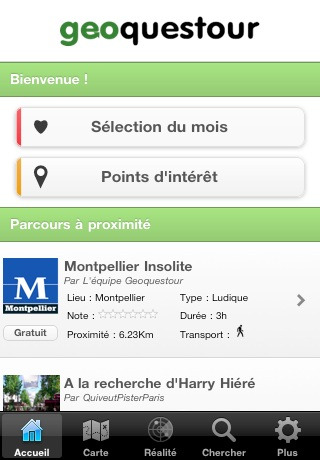 geoquestour
Bienvenue !
Sélection du mois
Points d'intérêt
Parcours à proximité
M
Montpellier
Gratuit
Montpellier Insolite
Par L'équipe Geoquestour
Lieu : Montpellier Type : Ludique
Note : Durée : 3h
Proximité : 6.23Km Transport :
A la recherche d'Harry Hiéré
Par QuiveutPisterParis
Accueil Carte Réalité Chercher Plus